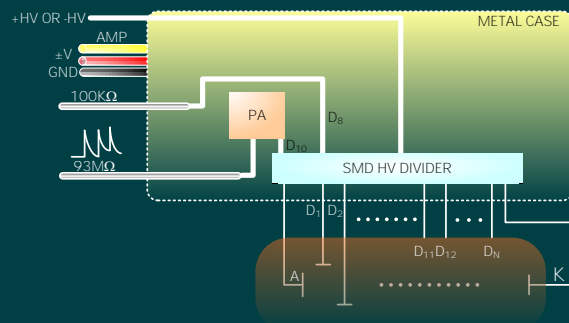 +HV OR -HV
METAL CASE
AMP
±V
GND
100KΩ
PA
D8
D10
93MΩ
SMD HV DIVIDER
D1 D2
D11 D12 DN
A
K